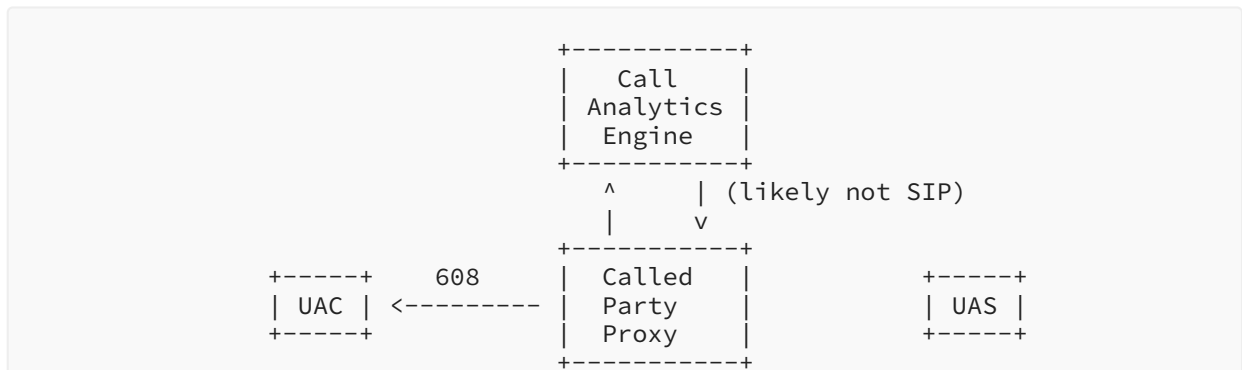 +-----------+
|   Call    |
| Analytics |
|  Engine   |
+-----------+
^     | (likely not SIP)
|     v
+-----------+
+-----+    608     |  Called   |            +-----+
| UAC | <--------- |  Party    |            | UAS |
+-----+            |  Proxy    |            +-----+
+-----------+